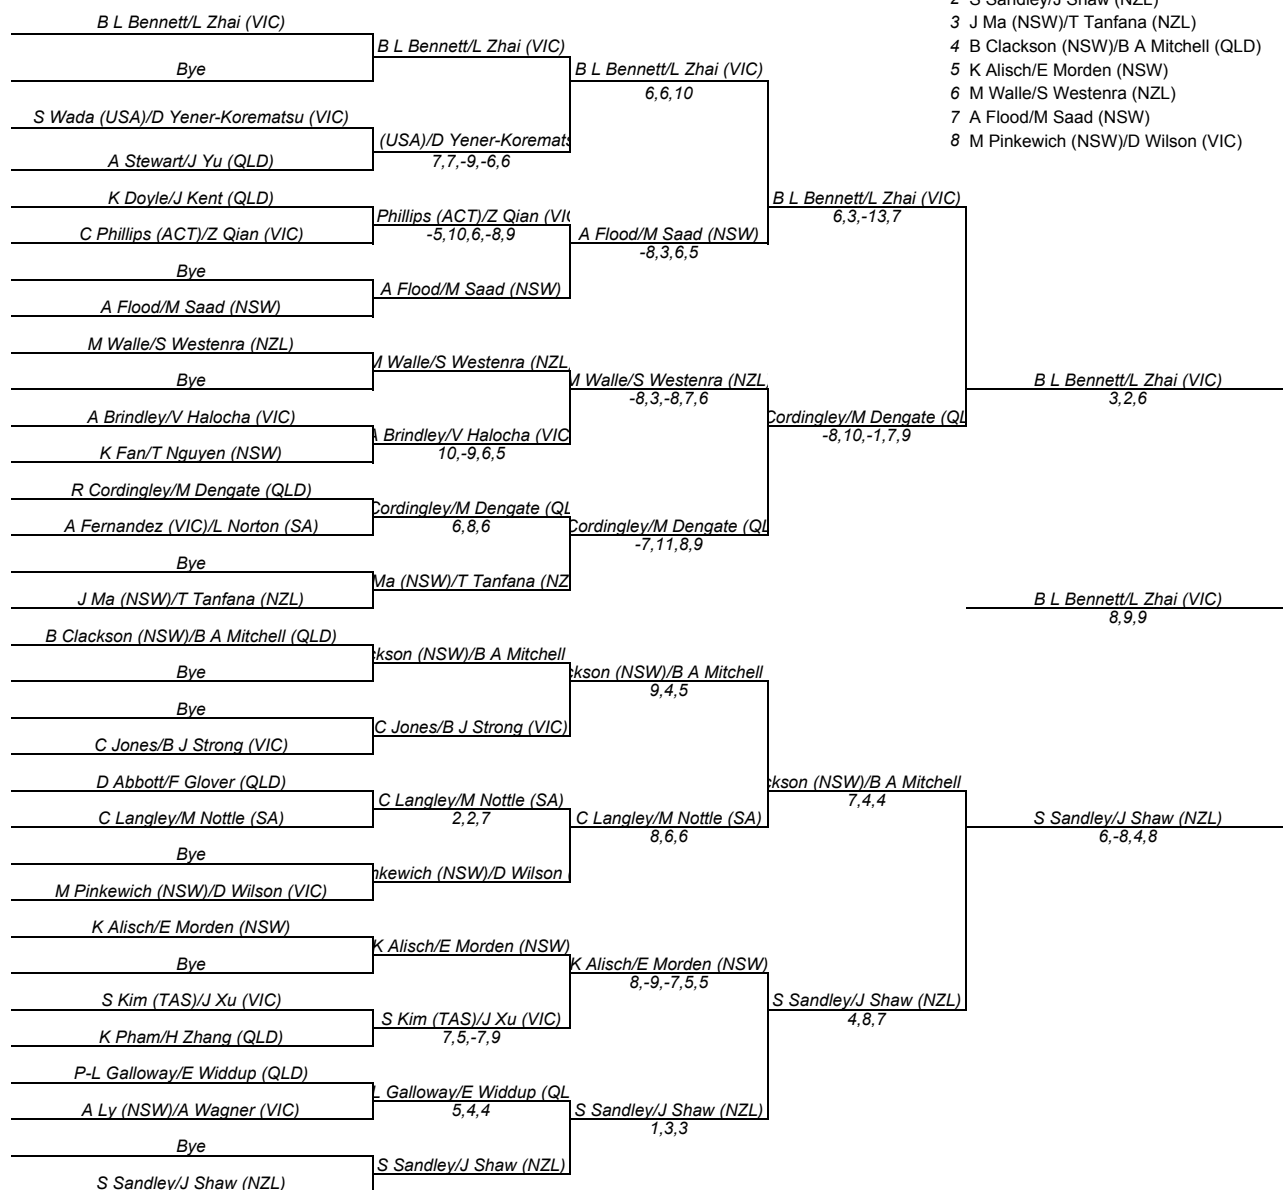 2 S Sandley/J Shaw (NZL)
3 J Ma (NSW)/T Tanfana (NZL)
4 B Clackson (NSW)/B A Mitchell (QLD)
5 K Alisch/E Morden (NSW)
6 M Walle/S Westenra (NZL)
7 A Flood/M Saad (NSW)
8 M Pinkewich (NSW)/D Wilson (VIC)
B L Bennett/L Zhai (VIC)
Bye
S Wada (USA)/D Yener-Korematsu (VIC)
A Stewart/J Yu (QLD)
K Doyle/J Kent (QLD)
C Phillips (ACT)/Z Qian (VIC)
Bye
A Flood/M Saad (NSW)
M Walle/S Westenra (NZL)
Bye
A Brindley/V Halocha (VIC)
K Fan/T Nguyen (NSW)
R Cordingley/M Dengate (QLD)
A Fernandez (VIC)/L Norton (SA)
Bye
J Ma (NSW)/T Tanfana (NZL)
B Clackson (NSW)/B A Mitchell (QLD)
Bye
Bye
C Jones/B J Strong (VIC)
D Abbott/F Glover (QLD)
C Langley/M Nottle (SA)
Bye
M Pinkewich (NSW)/D Wilson (VIC)
K Alisch/E Morden (NSW)
Bye
S Kim (TAS)/J Xu (VIC)
K Pham/H Zhang (QLD)
P-L Galloway/E Widdup (QLD)
A Ly (NSW)/A Wagner (VIC)
Bye
S Sandley/J Shaw (NZL)
B L Bennett/L Zhai (VIC)
(USA)/D Yener-Koremats
7,7,-9,-6,6
Phillips (ACT)/Z Qian (VIC
-5,10,6,-8,9
A Flood/M Saad (NSW)
M Walle/S Westenra (NZL
A Brindley/V Halocha (VIC
10,-9,6,5
Cordingley/M Dengate (QL
6,8,6
Ma (NSW)/T Tanfana (NZ
ckson (NSW)/B A Mitchell
C Jones/B J Strong (VIC)
C Langley/M Nottle (SA)
2,2,7
nkewich (NSW)/D Wilson (
K Alisch/E Morden (NSW)
S Kim (TAS)/J Xu (VIC)
7,5,-7,9
L Galloway/E Widdup (QL
5,4,4
S Sandley/J Shaw (NZL)
B L Bennett/L Zhai (VIC)
6,6,10
A Flood/M Saad (NSW)
-8,3,6,5
M Walle/S Westenra (NZL
-8,3,-8,7,6
Cordingley/M Dengate (QL
-7,11,8,9
ckson (NSW)/B A Mitchell
9,4,5
C Langley/M Nottle (SA)
8,6,6
K Alisch/E Morden (NSW)
8,-9,-7,5,5
S Sandley/J Shaw (NZL)
1,3,3
B L Bennett/L Zhai (VIC)
6,3,-13,7
Cordingley/M Dengate (QL
-8,10,-1,7,9
ckson (NSW)/B A Mitchell
7,4,4
S Sandley/J Shaw (NZL)
4,8,7
B L Bennett/L Zhai (VIC)
3,2,6
S Sandley/J Shaw (NZL)
6,-8,4,8
B L Bennett/L Zhai (VIC)
8,9,9